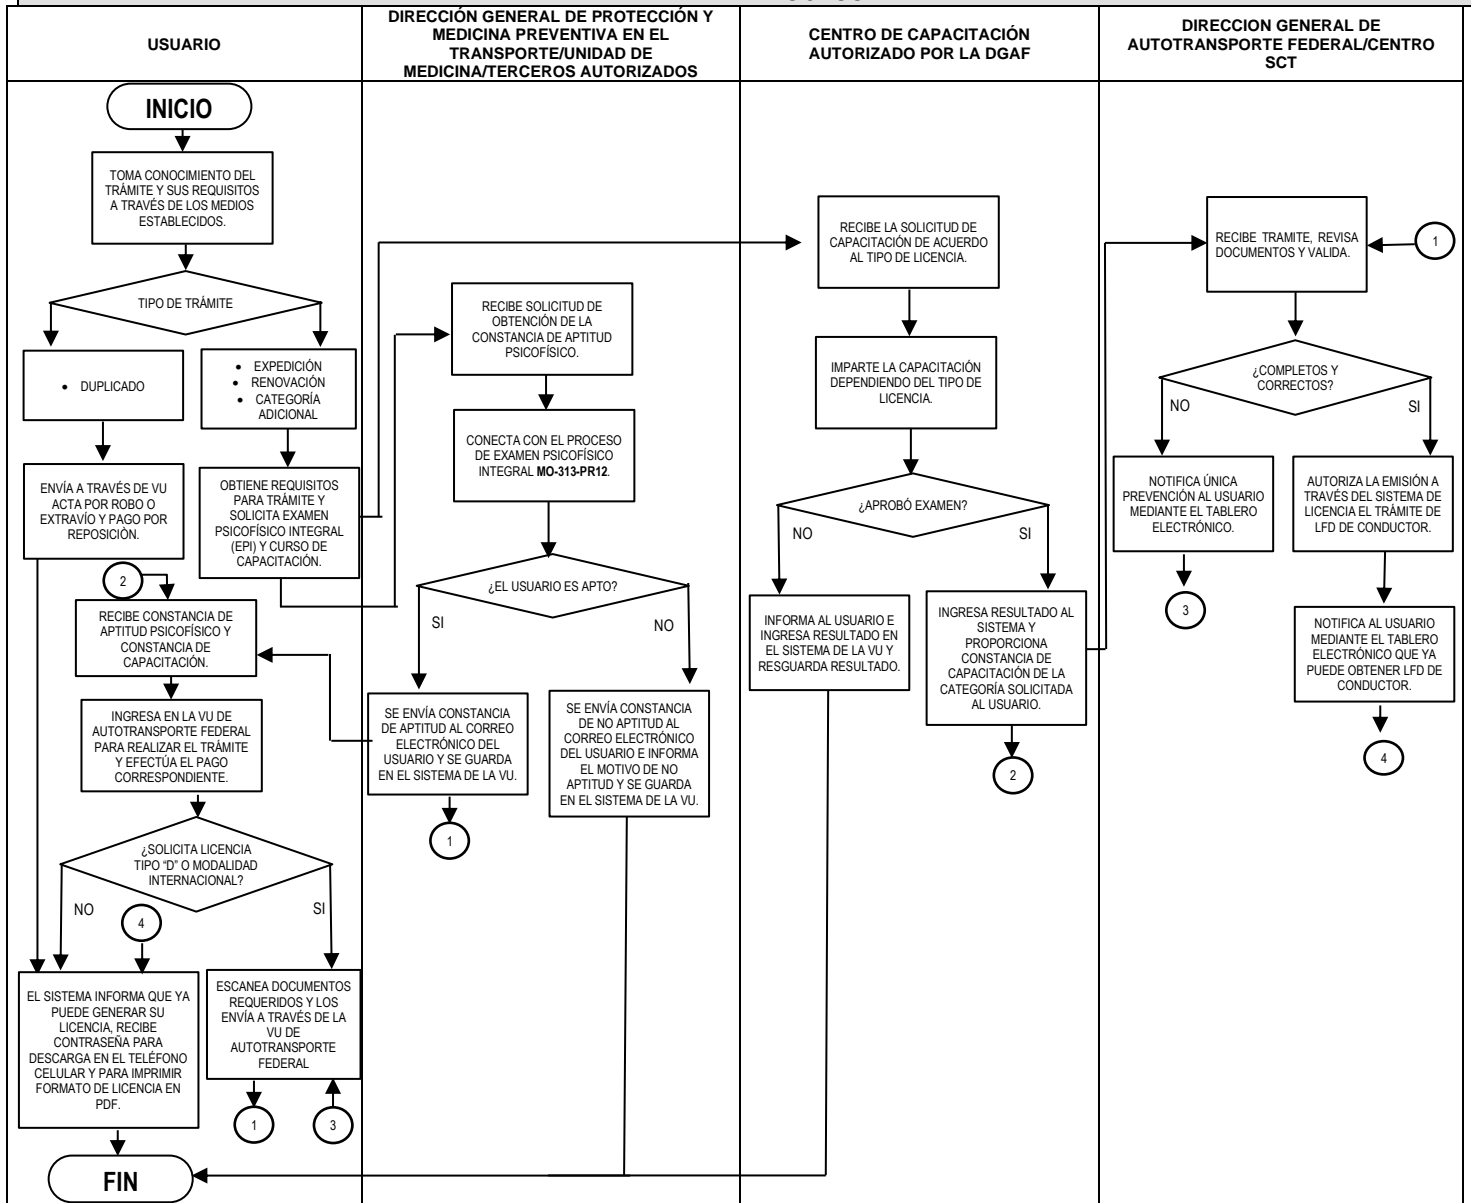 USUARIO
DIRECCIÓN GENERAL DE PROTECCIÓN Y
MEDICINA PREVENTIVA EN EL
TRANSPORTE/UNIDAD DE
MEDICINA/TERCEROS AUTORIZADOS
CENTRO DE CAPACITACIÓN
AUTORIZADO POR LA DGAF
DIRECCION GENERAL DE
AUTOTRANSPORTE FEDERAL/CENTRO
SCT
INICIO
TOMA CONOCIMIENTO DEL
TRÁMITE Y SUS REQUISITOS
A TRAVÉS DE LOS MEDIOS
ESTABLECIDOS.
TIPO DE TRÁMITE
• DUPLICADO
• EXPEDICIÓN
• RENOVACIÓN
• CATEGORÍA
ADICIONAL
ENVÍA A TRAVÉS DE VU
ACTA POR ROBO O
EXTRAVÍO Y PAGO POR
REPOSICIÓN.
OBTIENE REQUISITOS
PARA TRÁMITE Y
SOLICITA EXAMEN
PSICOFÍSICO INTEGRAL
(EPI) Y CURSO DE
CAPACITACIÓN.
2
RECIBE CONSTANCIA DE
APTITUD PSICOFÍSICO Y
CONSTANCIA DE
CAPACITACIÓN.
INGRESA EN LA VU DE
AUTOTRANSPORTE FEDERAL
PARA REALIZAR EL TRÁMITE
Y EFECTÚA EL PAGO
CORRESPONDIENTE.
¿SOLICITA LICENCIA
TIPO “D” O MODALIDAD
INTERNACIONAL?
NO
SI
4
EL SISTEMA INFORMA QUE YA
PUEDE GENERAR SU
LICENCIA, RECIBE
CONTRASEÑA PARA
DESCARGA EN EL TELÉFONO
CELULAR Y PARA IMPRIMIR
FORMATO DE LICENCIA EN
PDF.
ESCANEA DOCUMENTOS
REQUERIDOS Y LOS
ENVÍA A TRAVÉS DE LA
VU DE
AUTOTRANSPORTE
FEDERAL
1
3
FIN
RECIBE SOLICITUD DE
OBTENCIÓN DE LA
CONSTANCIA DE APTITUD
PSICOFÍSICO.
CONECTA CON EL PROCESO
DE EXAMEN PSICOFÍSICO
INTEGRAL MO-313-PR12.
¿EL USUARIO ES APTO?
SI
NO
SE ENVÍA CONSTANCIA
DE APTITUD AL CORREO
ELECTRÓNICO DEL
USUARIO Y SE GUARDA
EN EL SISTEMA DE LA VU.
SE ENVÍA CONSTANCIA
DE NO APTITUD AL
CORREO ELECTRÓNICO
DEL USUARIO E INFORMA
EL MOTIVO DE NO
APTITUD Y SE GUARDA
EN EL SISTEMA DE LA VU.
1
RECIBE LA SOLICITUD DE
CAPACITACIÓN DE ACUERDO
AL TIPO DE LICENCIA.
IMPARTE LA CAPACITACIÓN
DEPENDIENDO DEL TIPO DE
LICENCIA.
¿APROBÓ EXAMEN?
NO
SI
INFORMA AL USUARIO E
INGRESA RESULTADO EN
EL SISTEMA DE LA VU Y
RESGUARDA RESULTADO.
INGRESA RESULTADO AL
SISTEMA Y
PROPORCIONA
CONSTANCIA DE
CAPACITACIÓN DE LA
CATEGORÍA SOLICITADA
AL USUARIO.
2
RECIBE TRAMITE, REVISA
DOCUMENTOS Y VALIDA.
1
¿COMPLETOS Y
CORRECTOS?
NO
SI
NOTIFICA ÚNICA
PREVENCIÓN AL USUARIO
MEDIANTE EL TABLERO
ELECTRÓNICO.
AUTORIZA LA EMISIÓN A
TRAVÉS DEL SISTEMA DE
LICENCIA EL TRÁMITE DE
LFD DE CONDUCTOR.
3
NOTIFICA AL USUARIO
MEDIANTE EL TABLERO
ELECTRÓNICO QUE YA
PUEDE OBTENER LFD DE
CONDUCTOR.
4